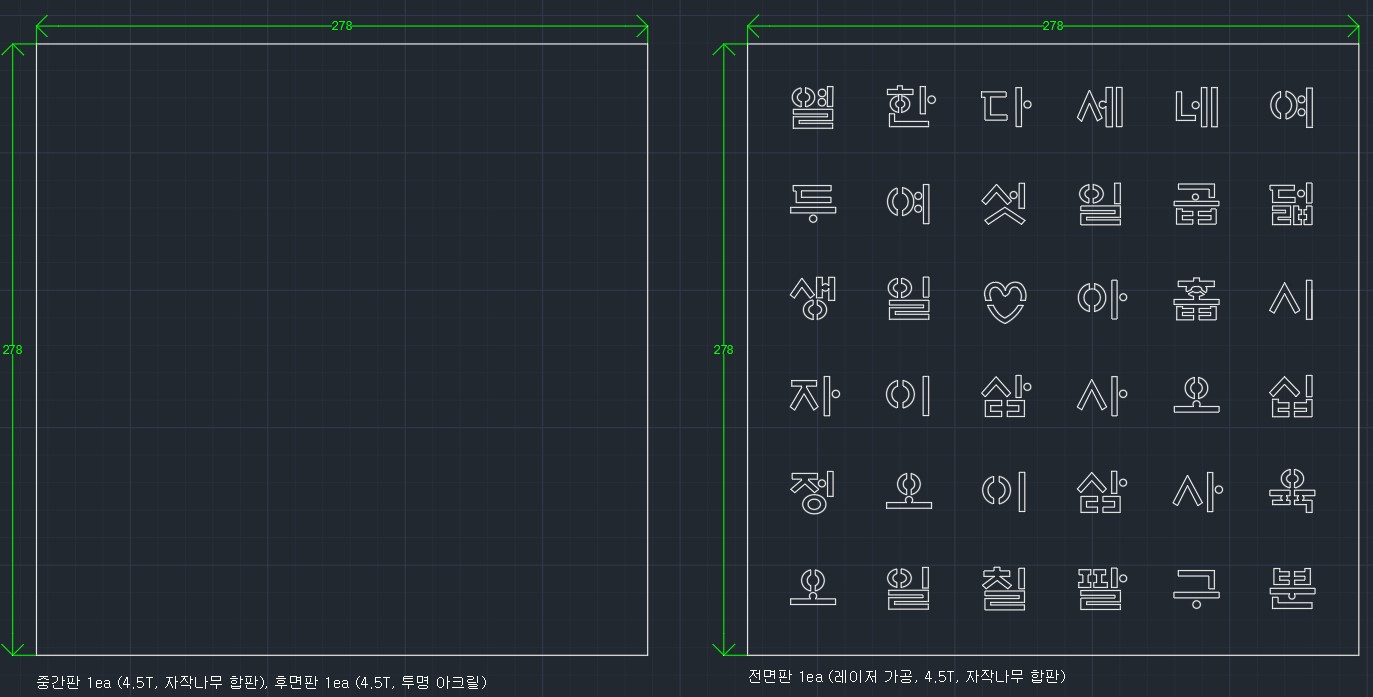 278
278
278
278
열 한 다 세 네 여
두 여 섯 일 곱 덟
생 일 ♡ 아 홉 시
자 이 삼 사 오 십
정 오 이 삼 사 육
오 일 칠 팔 구 분
중간판 1ea (4.5T, 자작나무 합판), 후면판 1ea (4.5T, 투명 아크릴)
전면판 1ea (레이저 가공, 4.5T, 자작나무 합판)